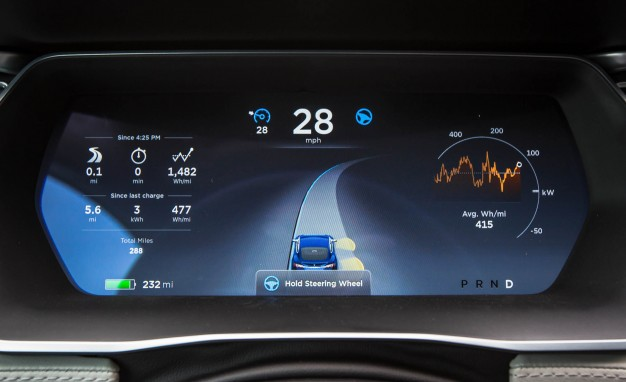 28
28
mph
Since 4:25 PM
0.1
mi
0
min
1,482
Wh/mi
Since last charge
5.6
mi
3
kWh
477
Wh/mi
Total Miles
288
232 mi
Hold Steering Wheel
400
200
100
kW
-50
Avg. Wh/mi
415
P R N D